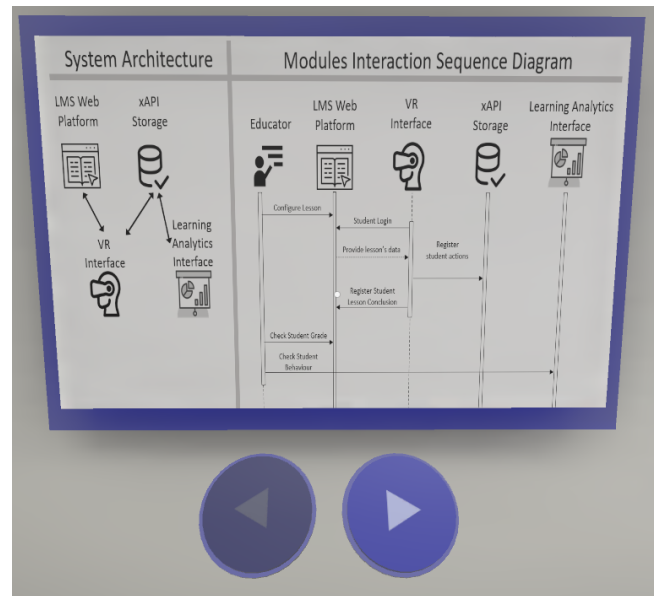 System Architecture
Modules Interaction Sequence Diagram
LMS Web
Platform
xAPI
Storage
VR
Interface
Learning
Analytics
Interface
Educator
LMS Web
Platform
VR
Interface
xAPI
Storage
Learning Analytics
Interface
Configure Lesson
Student Login
Provide lesson's data
Register
student actions
Register Student
Lesson Conclusion
Check Student Grade
Check Student
Behaviour